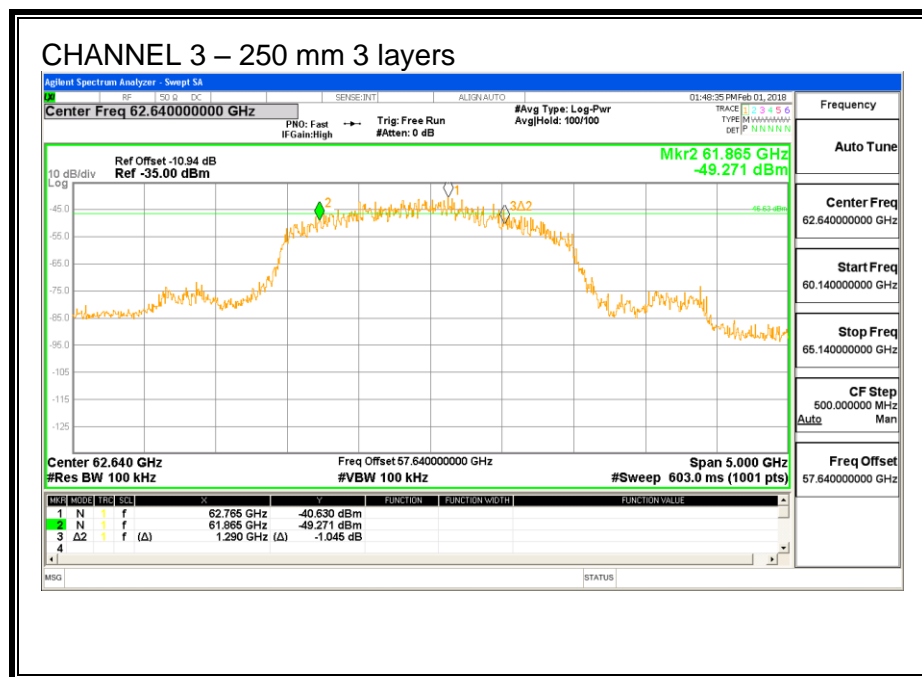 CHANNEL 3 – 250 mm 3 layers
Agilent Spectrum Analyzer - Swept SA
RF 50 Ω DC SENSE:INT ALIGN AUTO 01:48:35 PM Feb 01, 2018
Center Freq 62.640000000 GHz
PNO: Fast
IFGain:High
Trig: Free Run
#Atten: 0 dB
#Avg Type: Log-Pwr
Avg|Hold: 100/100
TRACE 1 2 3 4 5 6
TYPE M
DET P N N N N N
Mkr2 61.865 GHz
-49.271 dBm
Ref Offset -10.94 dB
10 dB/div Ref -35.00 dBm
Log
1
2
3Δ2
-45.0
-55.0
-65.0
-75.0
-85.0
-95.0
-105
-115
-125
Center 62.640 GHz Freq Offset 57.640000000 GHz Span 5.000 GHz
#Res BW 100 kHz #VBW 100 kHz #Sweep 603.0 ms (1001 pts)
MKR MODE TRC SCL X Y FUNCTION FUNCTION WIDTH FUNCTION VALUE
1 N 1 f 62.765 GHz -40.630 dBm
2 N 1 f 61.865 GHz -49.271 dBm
3 Δ2 1 f (Δ) 1.290 GHz (Δ) -1.045 dB
4
MSG STATUS
Frequency
Auto Tune
Center Freq
62.640000000 GHz
Start Freq
60.140000000 GHz
Stop Freq
65.140000000 GHz
CF Step
500.000000 MHz
Auto Man
Freq Offset
57.640000000 GHz